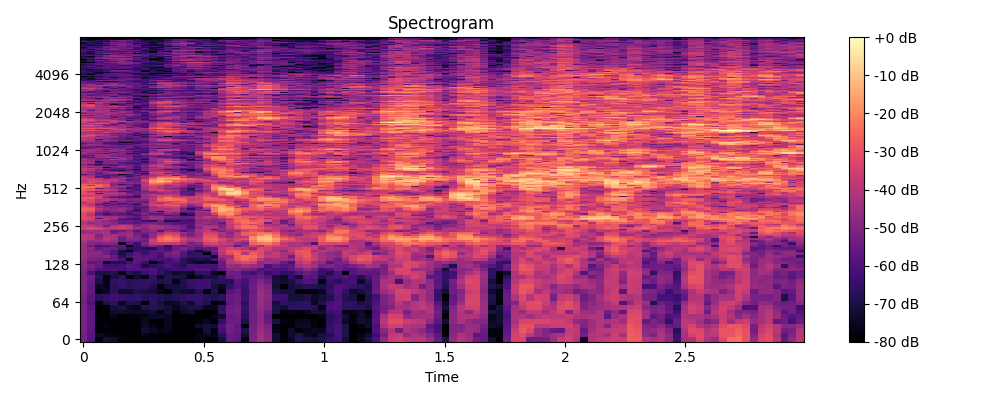 Spectrogram
Hz
4096
2048
1024
512
256
128
64
0
0
0.5
1
1.5
2
2.5
Time
+0 dB
-10 dB
-20 dB
-30 dB
-40 dB
-50 dB
-60 dB
-70 dB
-80 dB